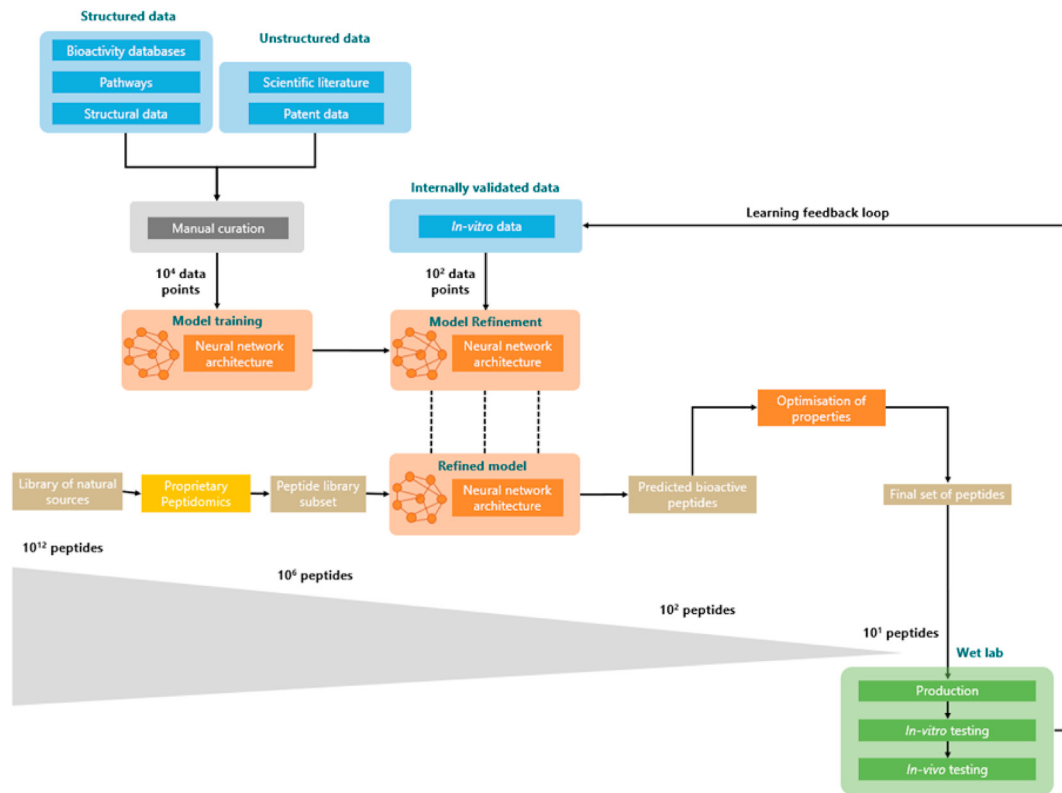 Structured data
Bioactivity databases
Pathways
Structural data
Unstructured data
Scientific literature
Patent data
Manual curation
Internally validated data
In-vitro data
Learning feedback loop
10⁴ data
points
10² data
points
Model training
Neural network
architecture
Model Refinement
Neural network
architecture
Optimisation of
properties
Library of natural
sources
Proprietary
Peptidomics
Peptide library
subset
Refined model
Neural network
architecture
Predicted bioactive
peptides
Final set of peptides
10¹² peptides
10⁶ peptides
10² peptides
10¹ peptides
Wet lab
Production
In-vitro testing
In-vivo testing